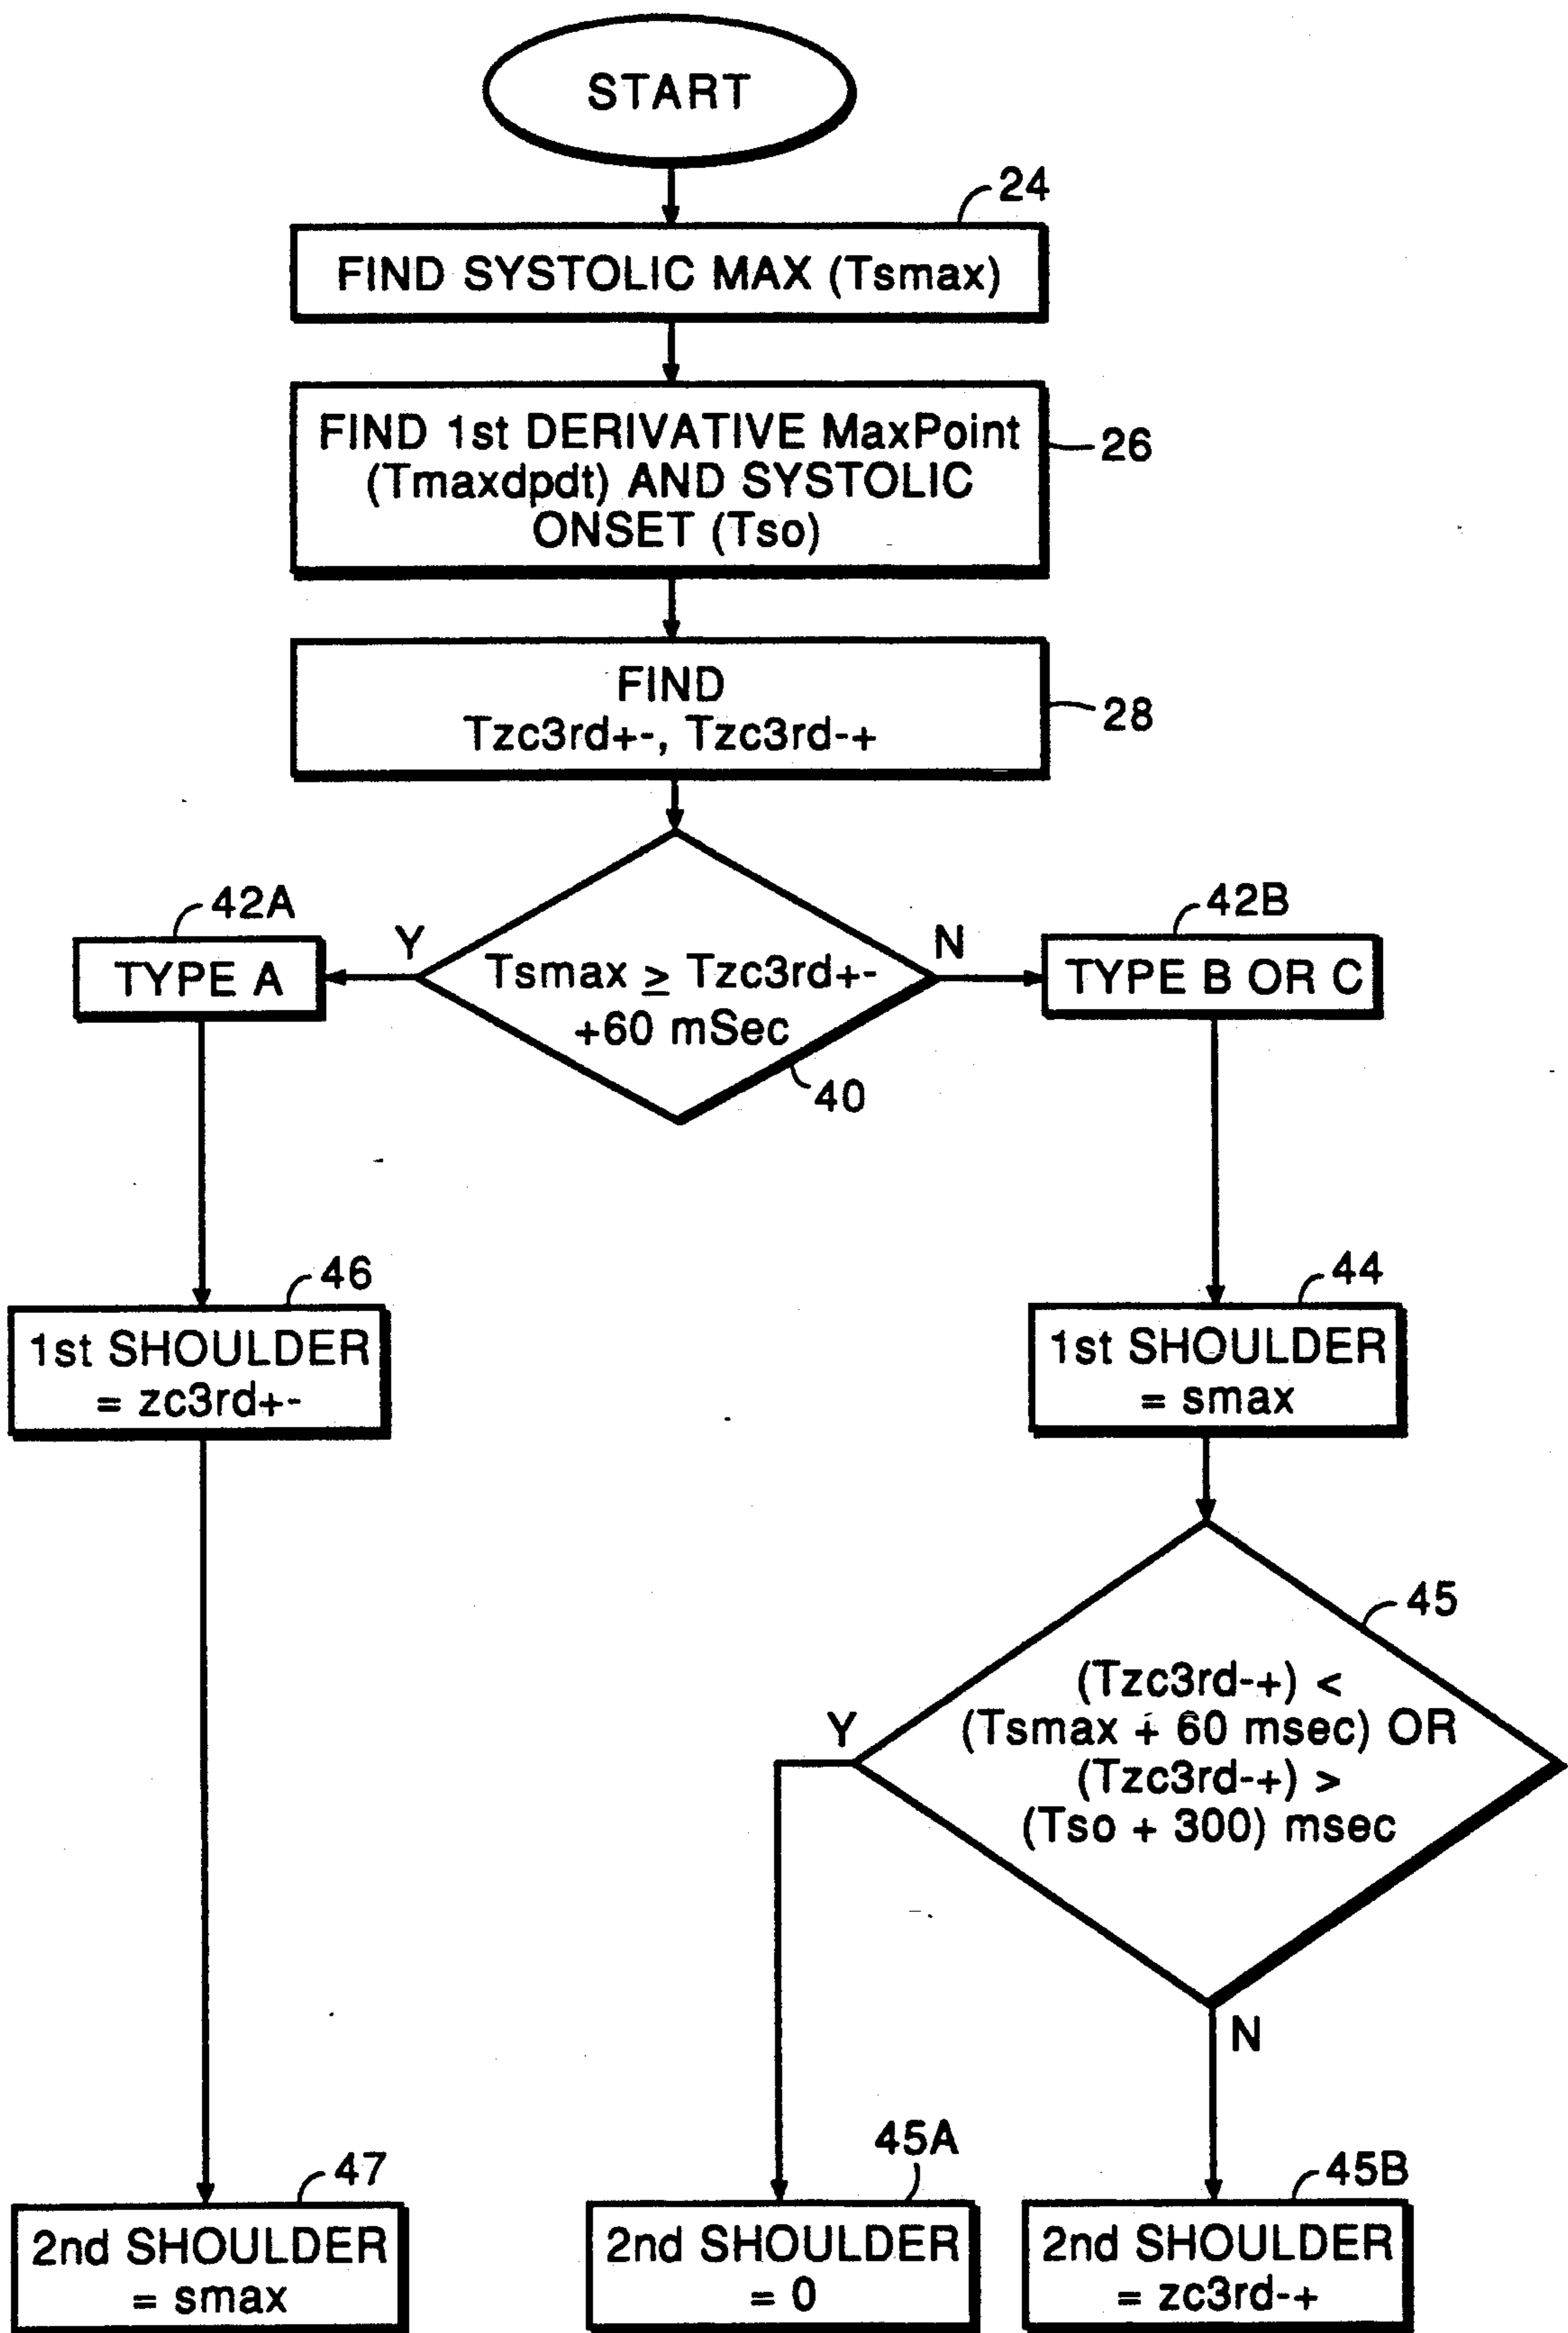 START
24
FIND SYSTOLIC MAX (Tsmax)
FIND 1st DERIVATIVE MaxPoint
(Tmaxdpdt) AND SYSTOLIC
ONSET (Tso)
26
FIND
Tzc3rd+-, Tzc3rd-+
28
42A
TYPE A
Y
Tsmax ≥ Tzc3rd+-
+60 mSec
40
N
42B
TYPE B OR C
46
1st SHOULDER
= zc3rd+-
44
1st SHOULDER
= smax
45
(Tzc3rd-+) <
(Tsmax + 60 msec) OR
(Tzc3rd-+) >
(Tso + 300) msec
Y
N
47
2nd SHOULDER
= smax
45A
2nd SHOULDER
= 0
45B
2nd SHOULDER
= zc3rd-+